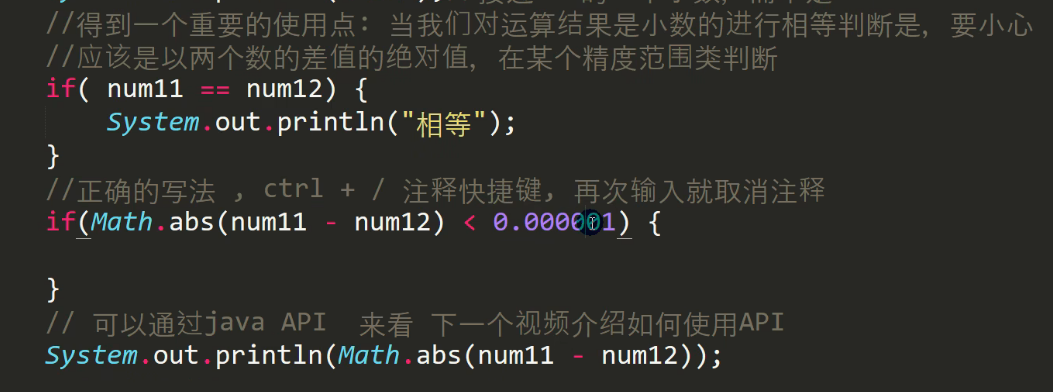 //得到一个重要的使用点: 当我们对运算结果是小数的进行相等判断是, 要小心
//应该是以两个数的差值的绝对值, 在某个精度范围类判断
if( num11 == num12) {
System.out.println("相等");
}
//正确的写法 , ctrl + / 注释快捷键, 再次输入就取消注释
if(Math.abs(num11 - num12) < 0.000001) {
}
// 可以通过java API 来看 下一个视频介绍如何使用API
System.out.println(Math.abs(num11 - num12));